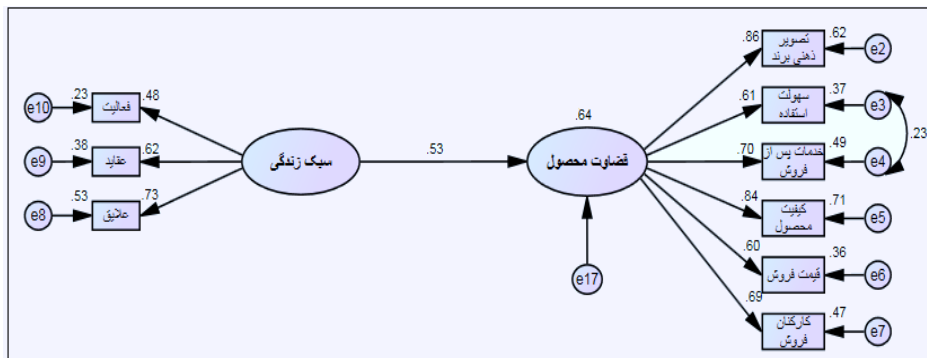 .86
تصویر
ذهنی برند
.62
e2
.61
سهولت
استفاده
.37
e3
.23
.70
خدمات پس از
فروش
.49
e4
.84
کیفیت
محصول
.71
e5
.60
قیمت فروش
.36
e6
.69
کارکنان
فروش
.47
e7
.64
قضاوت محصول
e17
.53
سبک زندگی
.48
فعالیت
.23
e10
.62
عقاید
.38
e9
.73
علایق
.53
e8